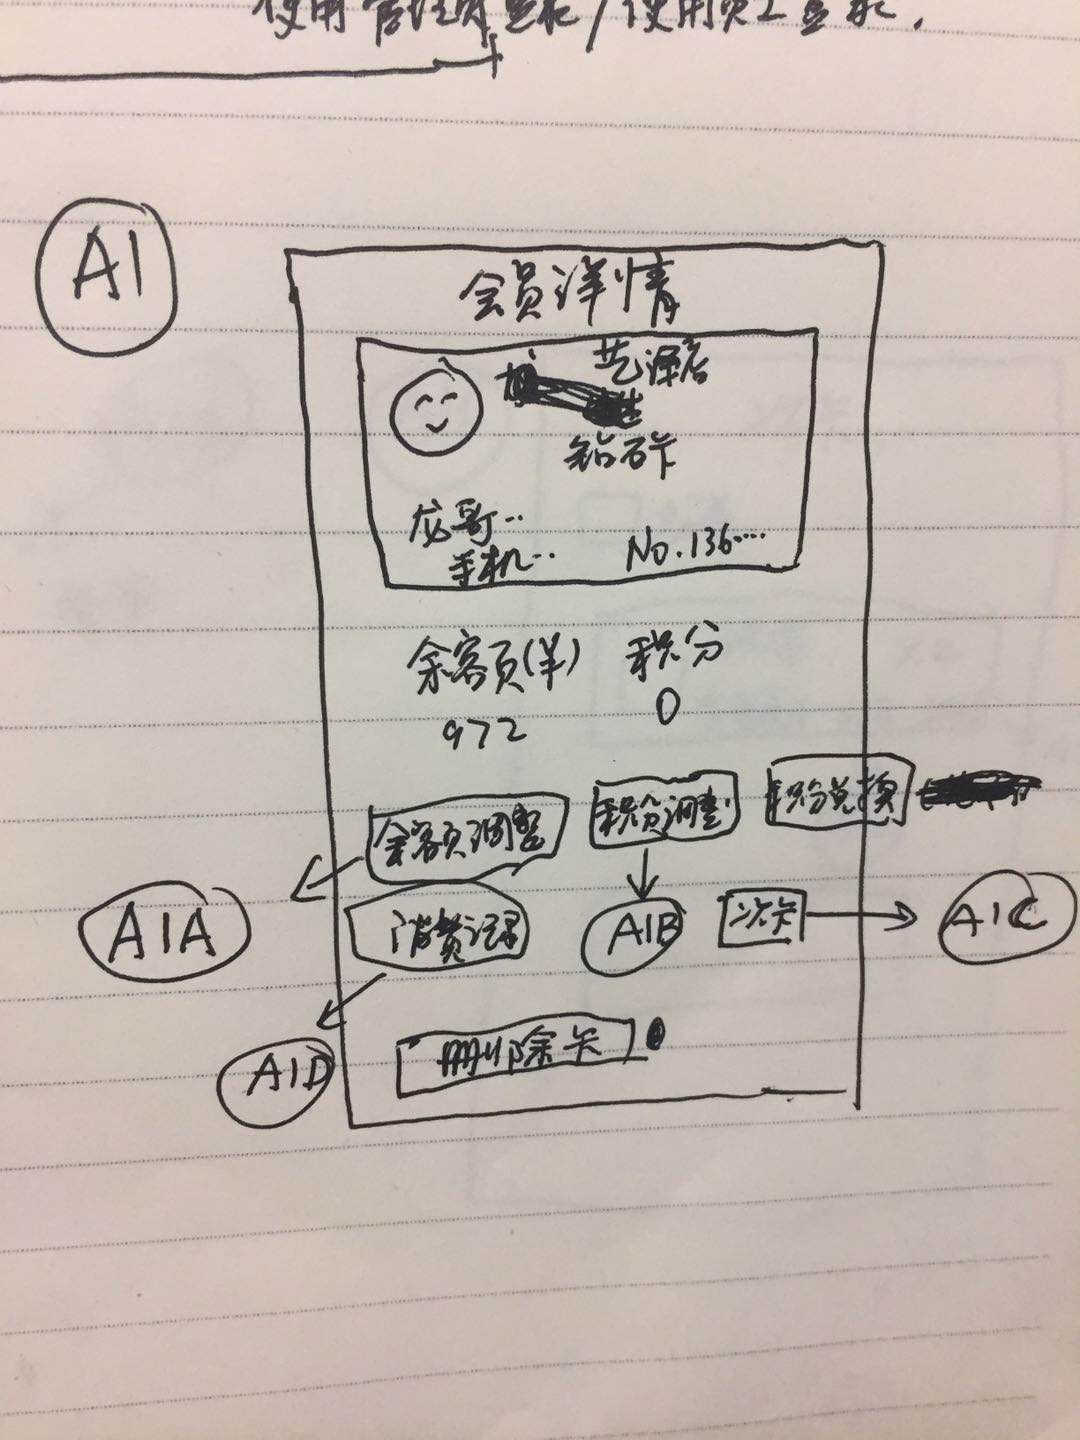 使用管理员登录/使用员工登录.
A1
会员详情
艺泽名
钻石卡
龙哥..
手机..
No.136....
余额(¥) 积分
972 0
余额调整 积分调整 积分兑换
A1A 消费记录 A1B 次卡 A1C
A1D 删除卡